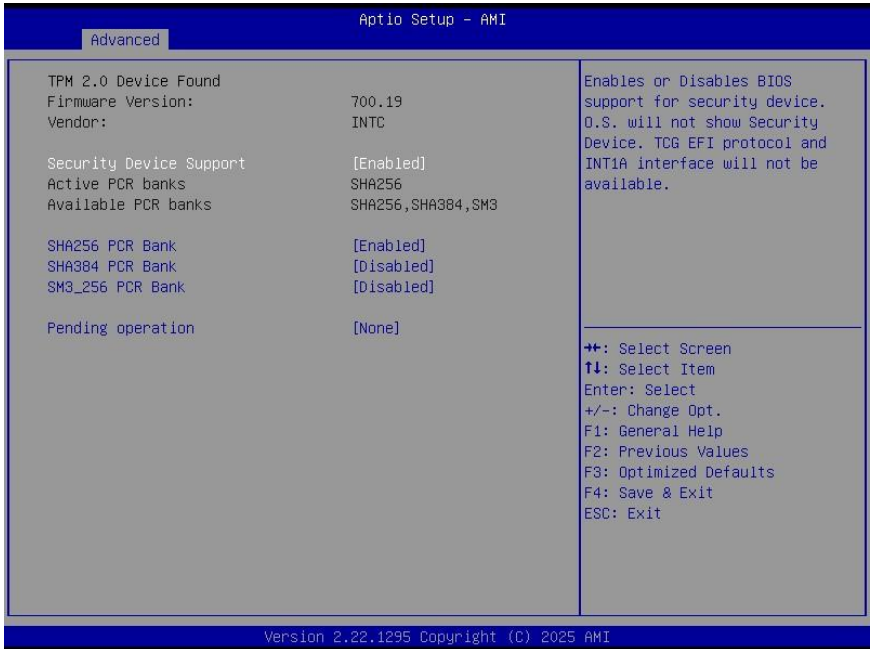 Aptio Setup – AMI
Advanced
TPM 2.0 Device Found
Firmware Version: 700.19
Vendor: INTC
Security Device Support [Enabled]
Active PCR banks SHA256
Available PCR banks SHA256,SHA384,SM3
SHA256 PCR Bank [Enabled]
SHA384 PCR Bank [Disabled]
SM3_256 PCR Bank [Disabled]
Pending operation [None]
Enables or Disables BIOS
support for security device.
O.S. will not show Security
Device. TCG EFI protocol and
INT1A interface will not be
available.
→←: Select Screen
↑↓: Select Item
Enter: Select
+/-: Change Opt.
F1: General Help
F2: Previous Values
F3: Optimized Defaults
F4: Save & Exit
ESC: Exit
Version 2.22.1295 Copyright (C) 2025 AMI